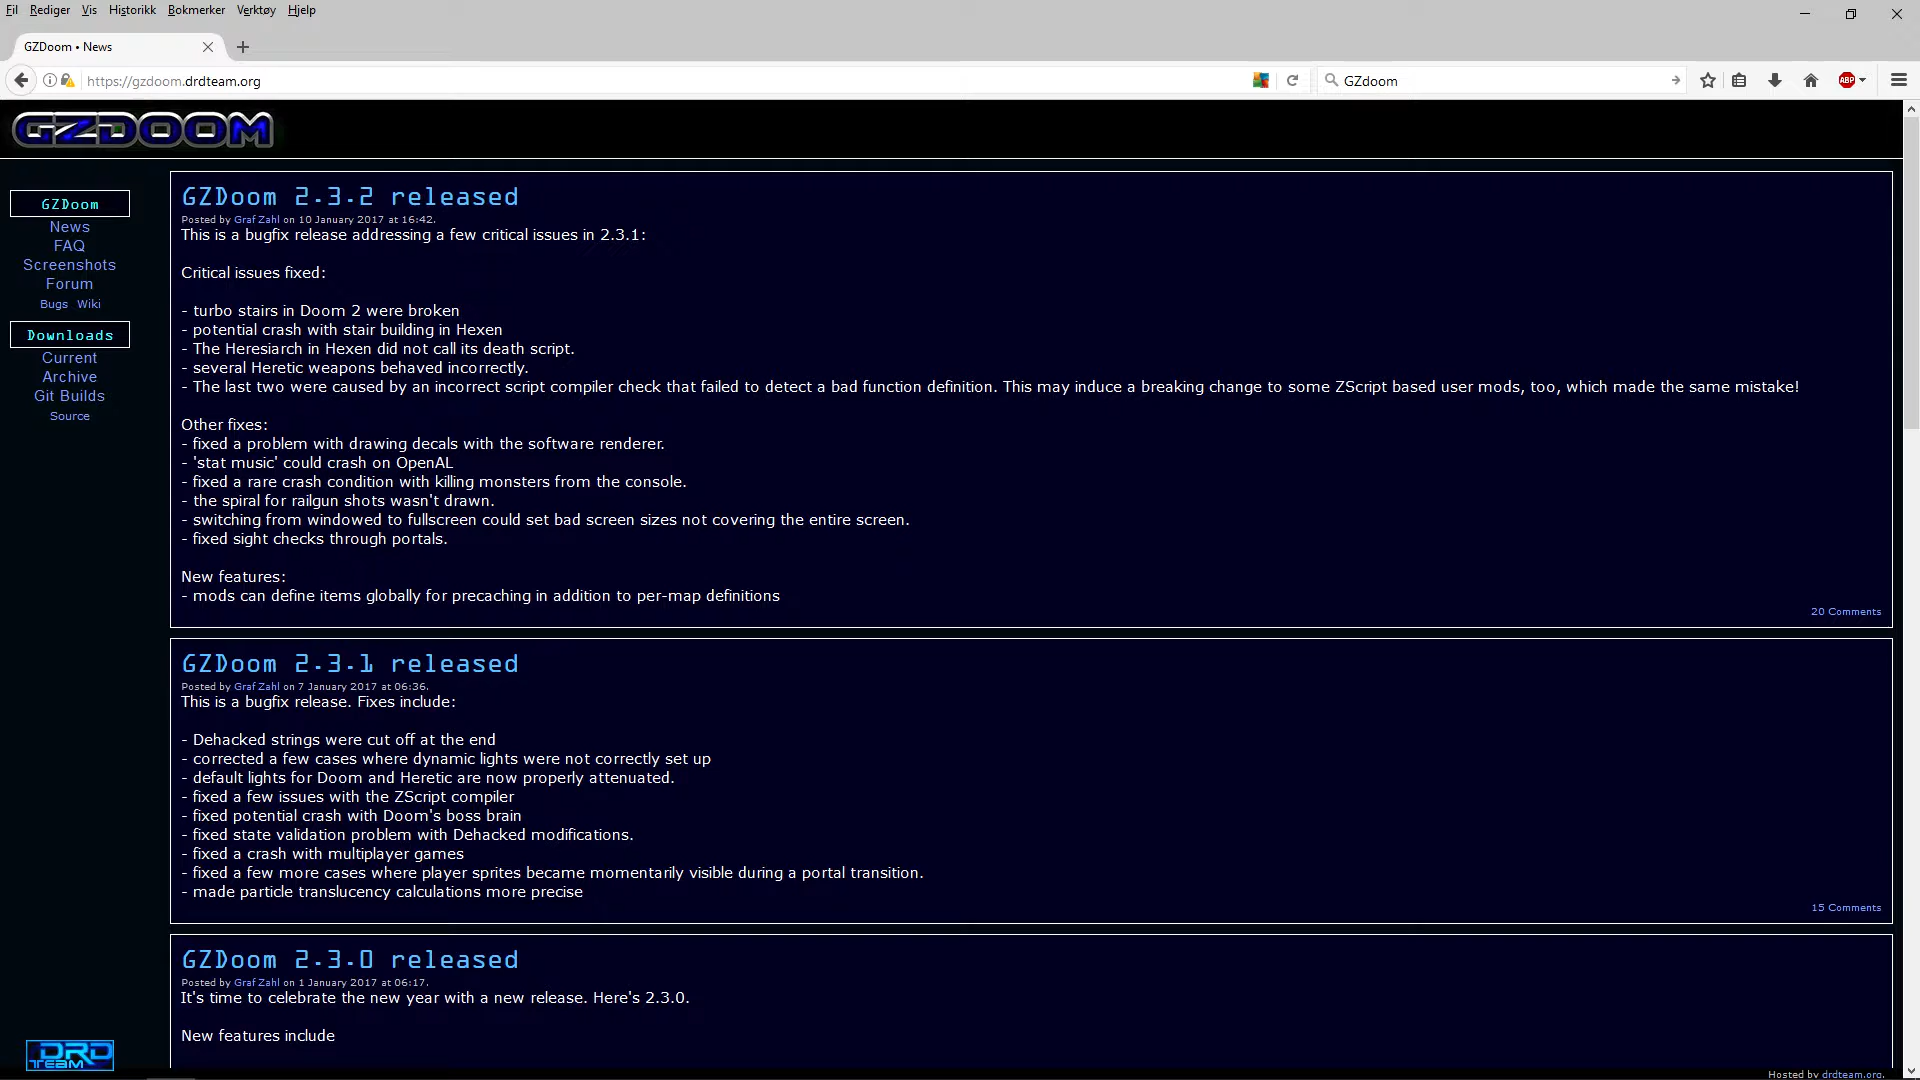 Fil Rediger Vis Historikk Bokmerker Verktøy Hjelp
GZDoom • News
https://gzdoom.drdteam.org
GZdoom
ABP
GZDOOM
GZDoom
News
FAQ
Screenshots
Forum
Bugs Wiki
Downloads
Current
Archive
Git Builds
Source
GZDoom 2.3.2 released
Posted by Graf Zahl on 10 January 2017 at 16:42.
This is a bugfix release addressing a few critical issues in 2.3.1:
Critical issues fixed:
- turbo stairs in Doom 2 were broken
- potential crash with stair building in Hexen
- The Heresiarch in Hexen did not call its death script.
- several Heretic weapons behaved incorrectly.
- The last two were caused by an incorrect script compiler check that failed to detect a bad function definition. This may induce a breaking change to some ZScript based user mods, too, which made the same mistake!
Other fixes:
- fixed a problem with drawing decals with the software renderer.
- 'stat music' could crash on OpenAL
- fixed a rare crash condition with killing monsters from the console.
- the spiral for railgun shots wasn't drawn.
- switching from windowed to fullscreen could set bad screen sizes not covering the entire screen.
- fixed sight checks through portals.
New features:
- mods can define items globally for precaching in addition to per-map definitions
20 Comments
GZDoom 2.3.1 released
Posted by Graf Zahl on 7 January 2017 at 06:36.
This is a bugfix release. Fixes include:
- Dehacked strings were cut off at the end
- corrected a few cases where dynamic lights were not correctly set up
- default lights for Doom and Heretic are now properly attenuated.
- fixed a few issues with the ZScript compiler
- fixed potential crash with Doom's boss brain
- fixed state validation problem with Dehacked modifications.
- fixed a crash with multiplayer games
- fixed a few more cases where player sprites became momentarily visible during a portal transition.
- made particle translucency calculations more precise
15 Comments
GZDoom 2.3.0 released
Posted by Graf Zahl on 1 January 2017 at 06:17.
It's time to celebrate the new year with a new release. Here's 2.3.0.
New features include
DRD TEAM
Hosted by drdteam.org.